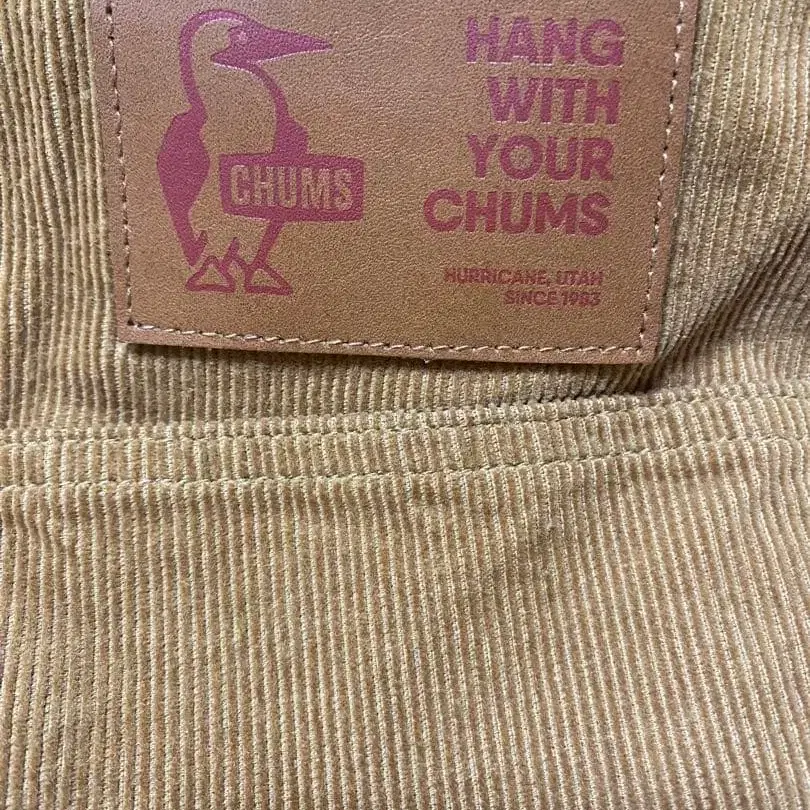 CHUMS
HANG
WITH
YOUR
CHUMS
HURRICANE, UTAH
SINCE 1983